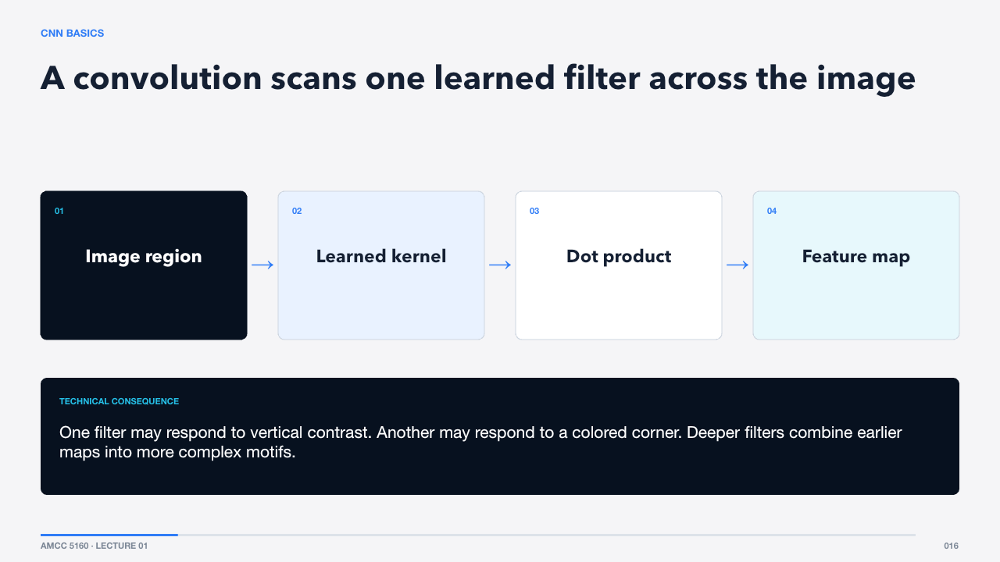 CNN BASICS
A convolution scans one learned filter across the image
01
Image region
→
02
Learned kernel
→
03
Dot product
→
04
Feature map
TECHNICAL CONSEQUENCE
One filter may respond to vertical contrast. Another may respond to a colored corner. Deeper filters combine earlier
maps into more complex motifs.
AMCC 5160 · LECTURE 01
016